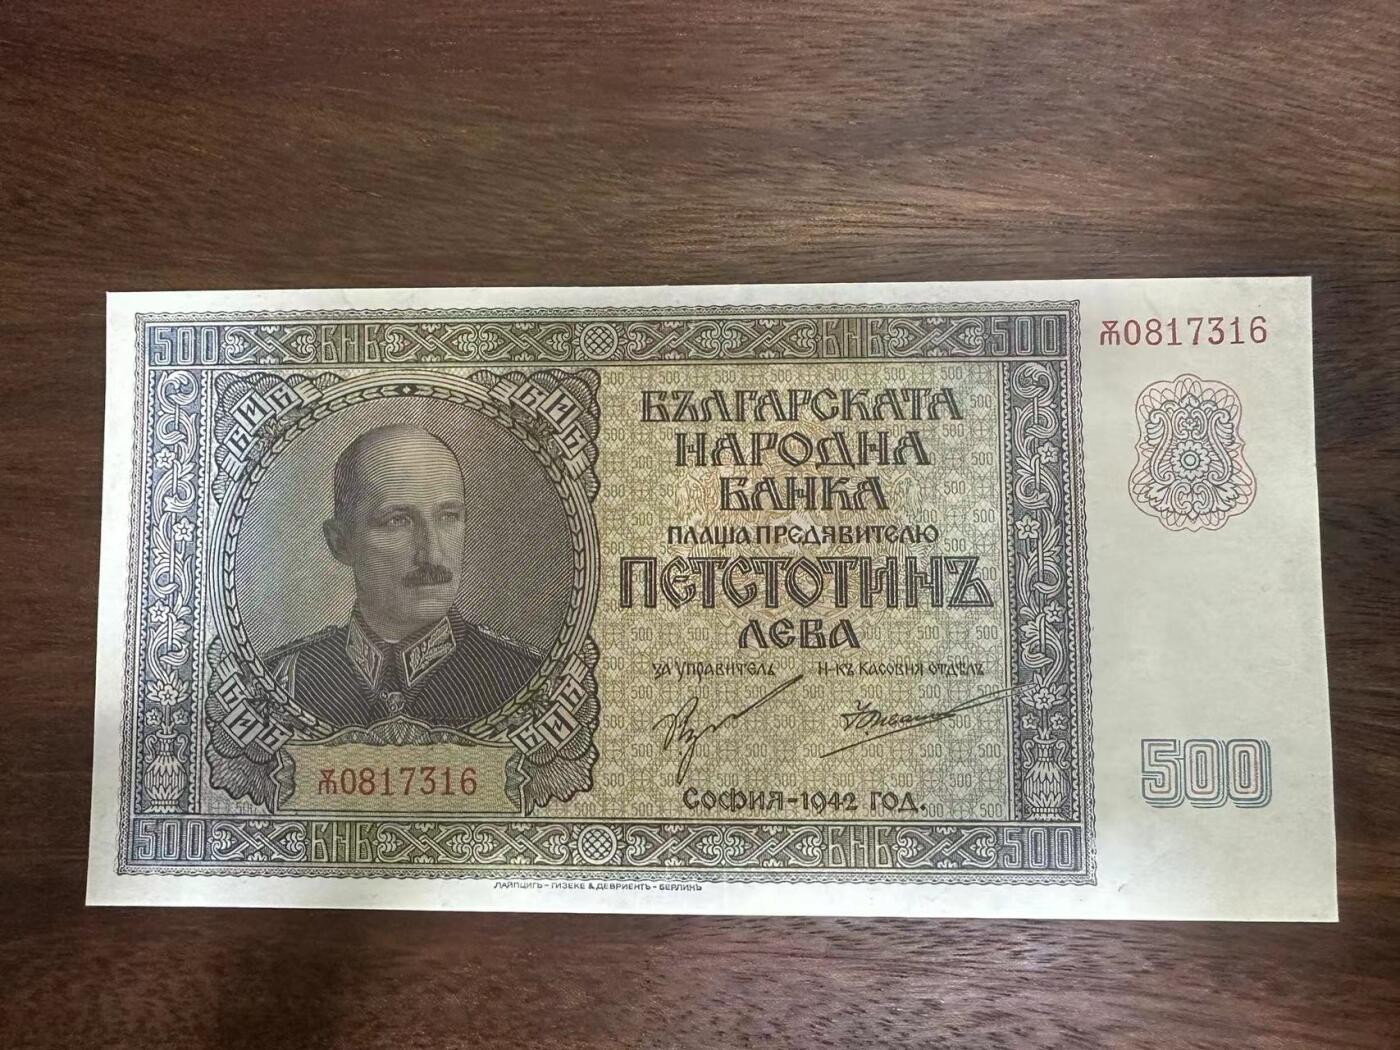 500 БНБ БНБ 500
Ѫ0817316
БЪЛГАРСКАТА
НАРОДНА
БАНКА
ПЛАЩА ПРЕДЯВИТЕЛЮ
ПЕТСТОТИНЪ
ЛЕВА
ЗА УПРАВИТЕЛЬ Н-КЪ КАСОВИЯ ОТДѢЛЪ
Ѫ0817316
СОФИЯ-1942 ГОД.
500
500 БНБ БНБ 500
ЛАЙПЦИГЪ - ГИЗЕКЕ & ДЕВРИЕНТЪ - БЕРЛИНЪ